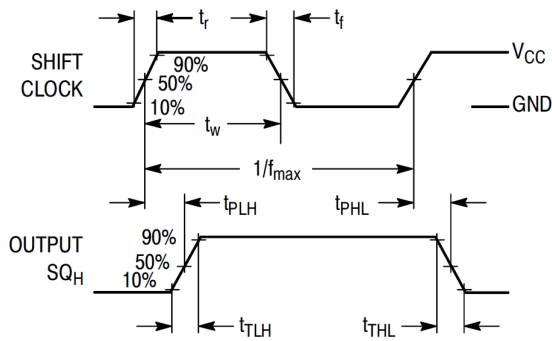 tr
tf
SHIFT
CLOCK
90%
50%
10%
VCC
GND
tw
1/fmax
tPLH
tPHL
OUTPUT
SQH
90%
50%
10%
tTLH
tTHL